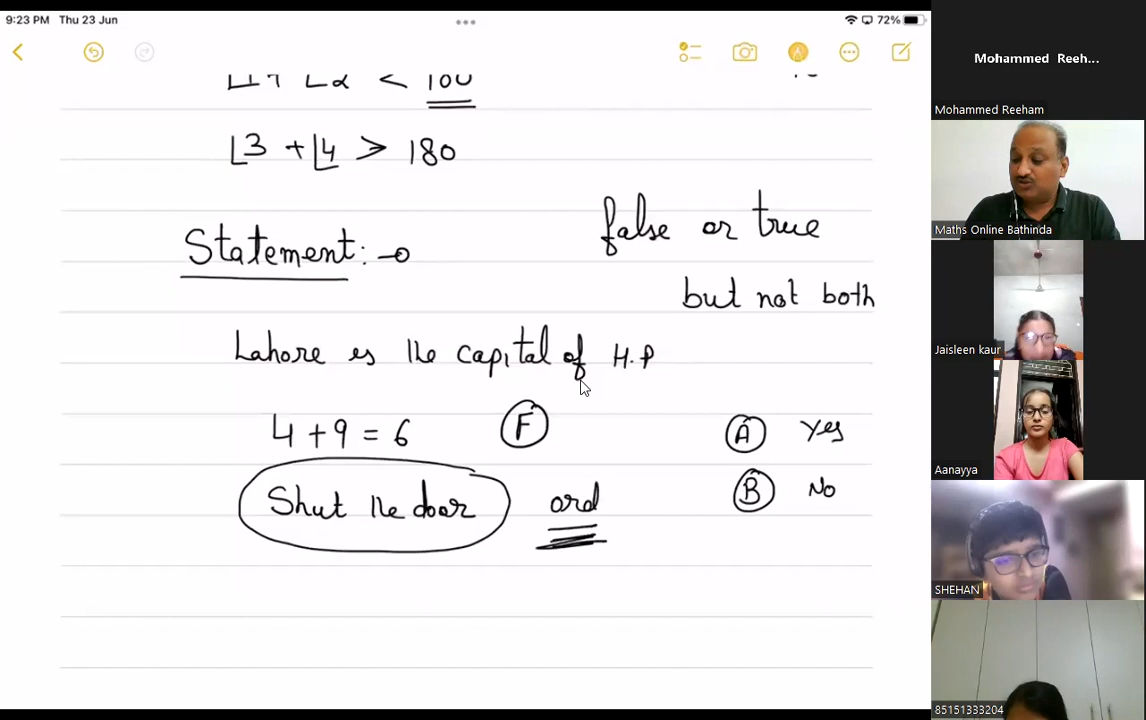 9:23 PM Thu 23 Jun
72%
∠3 + ∠4 > 180
Statement:→
false or true
but not both
Lahore is the capital of H.P
4 + 9 = 6
F
A Yes
Shut the door
ord
B No
Mohammed Reeh...
Mohammed Reeham
Maths Online Bathinda
Jaisleen kaur
Aanayya
SHEHAN
85151333204